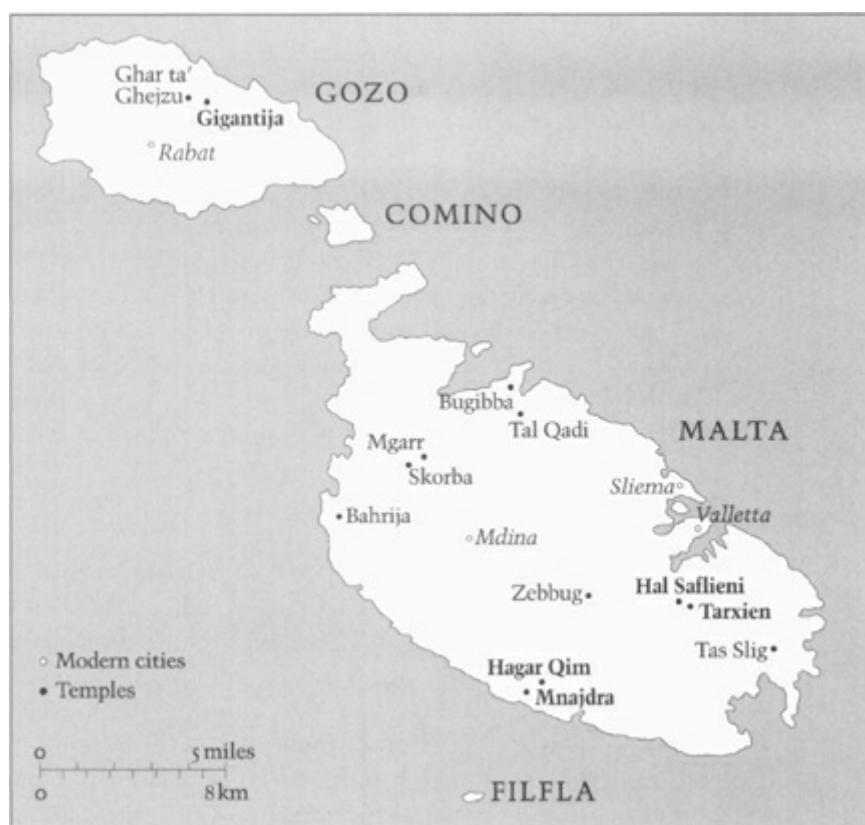 Ghar ta'
Ghejzu
GOZO
Gigantija
Rabat
COMINO
Bugibba
Tal Qadi
MALTA
Mgarr
Skorba
Sliema
Bahrija
Valletta
Mdina
Hal Saflieni
Zebbug
Tarxien
Tas Slig
Modern cities
Hagar Qim
Temples
Mnajdra
0 5 miles
0 8 km
FILFLA